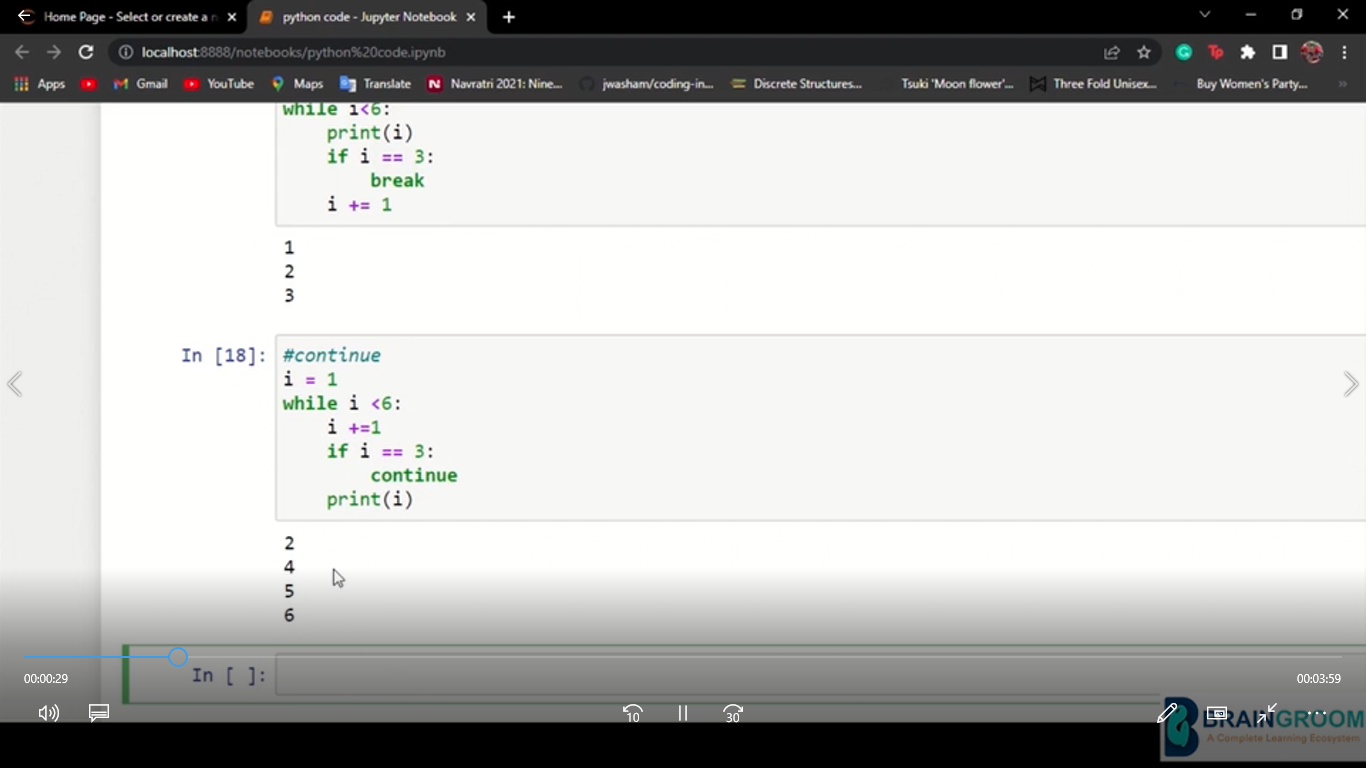 Home Page - Select or create a n
python code - Jupyter Notebook
localhost:8888/notebooks/python%20code.ipynb
Apps
Gmail
YouTube
Maps
Translate
N
Navratri 2021: Nine...
jwasham/coding-in...
Discrete Structures...
Tsuki 'Moon flower'...
Three Fold Unisex...
Buy Women's Party...
while i<6:
print(i)
if i == 3:
break
i += 1
1
2
3
In [18]:
#continue
i = 1
while i <6:
i +=1
if i == 3:
continue
print(i)
2
4
5
6
In [ ]:
00:00:29
00:03:59
10
30
BRAINGROOM
A Complete Learning Ecosystem